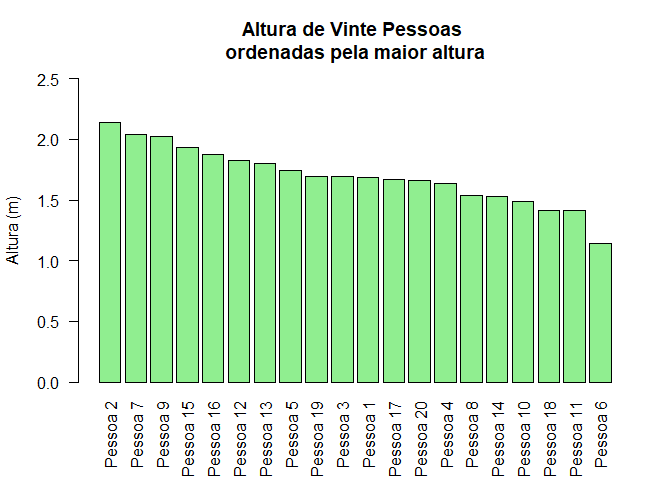 Altura de Vinte Pessoas
ordenadas pela maior altura
Altura (m)
2.5
2.0
1.5
1.0
0.5
0.0
Pessoa 2
Pessoa 7
Pessoa 9
Pessoa 15
Pessoa 16
Pessoa 12
Pessoa 13
Pessoa 5
Pessoa 19
Pessoa 3
Pessoa 1
Pessoa 17
Pessoa 20
Pessoa 4
Pessoa 8
Pessoa 14
Pessoa 10
Pessoa 18
Pessoa 11
Pessoa 6